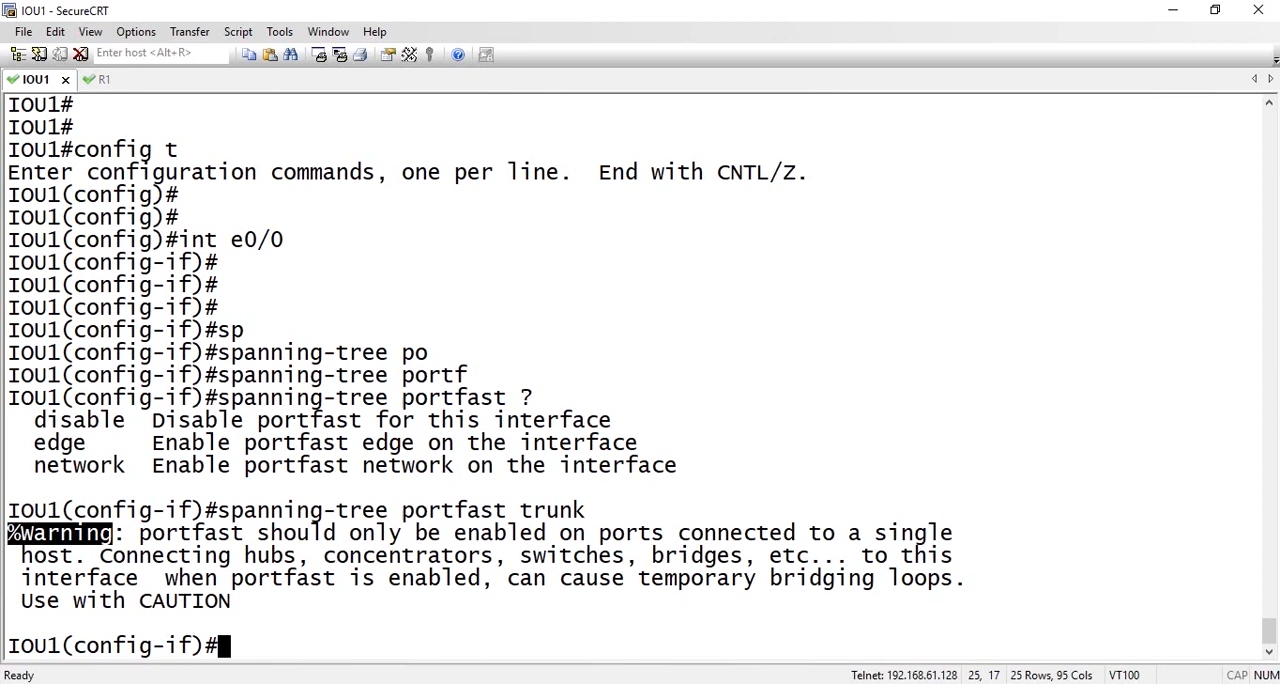 IOU1 - SecureCRT
File Edit View Options Transfer Script Tools Window Help
Enter host <Alt+R>
IOU1 R1
IOU1#
IOU1#
IOU1#config t
Enter configuration commands, one per line.  End with CNTL/Z.
IOU1(config)#
IOU1(config)#
IOU1(config)#int e0/0
IOU1(config-if)#
IOU1(config-if)#
IOU1(config-if)#
IOU1(config-if)#sp
IOU1(config-if)#spanning-tree po
IOU1(config-if)#spanning-tree portf
IOU1(config-if)#spanning-tree portfast ?
  disable  Disable portfast for this interface
  edge     Enable portfast edge on the interface
  network  Enable portfast network on the interface
IOU1(config-if)#spanning-tree portfast trunk
%Warning: portfast should only be enabled on ports connected to a single
 host. Connecting hubs, concentrators, switches, bridges, etc... to this
 interface  when portfast is enabled, can cause temporary bridging loops.
 Use with CAUTION
IOU1(config-if)#
Ready Telnet: 192.168.61.128 25, 17 25 Rows, 95 Cols VT100 CAP NUM